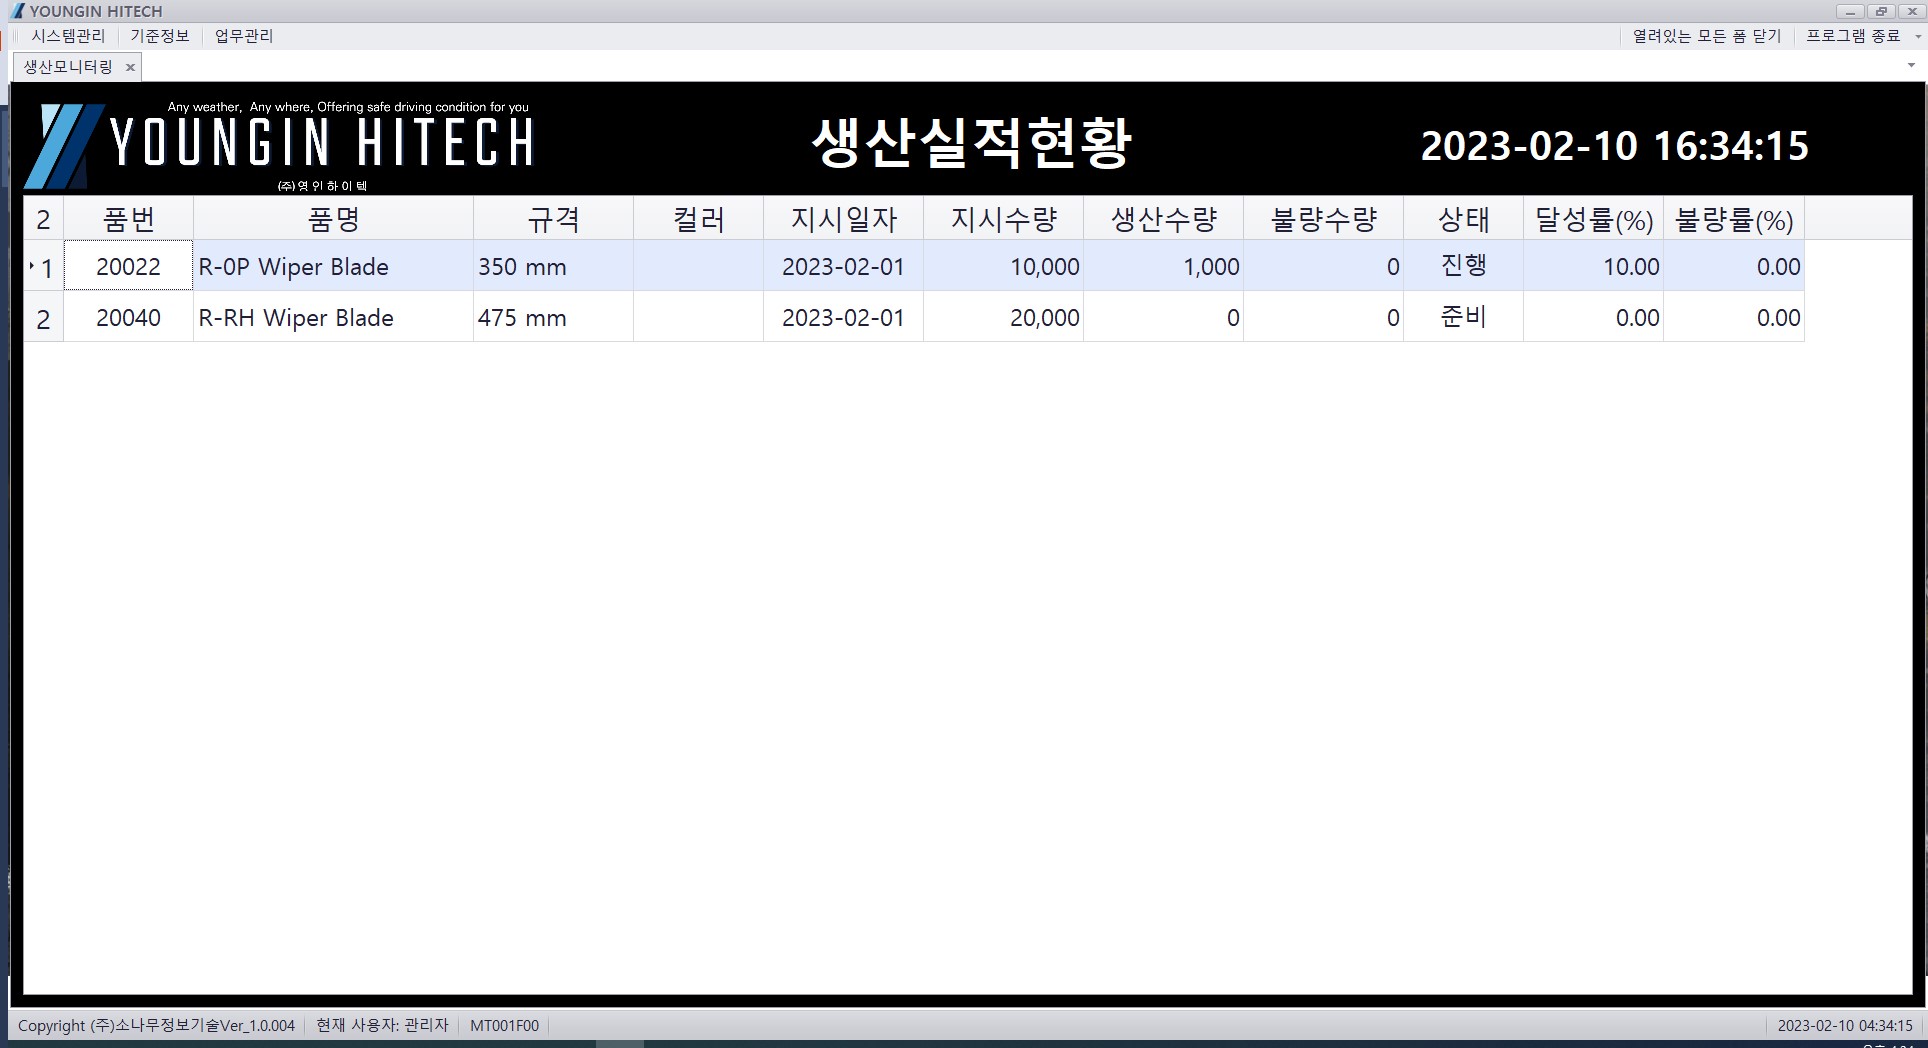 YOUNGIN HITECH
시스템관리 기준정보 업무관리 열려있는 모든 폼 닫기 프로그램 종료
생산모니터링
Any weather, Any where, Offering safe driving condition for you
YOUNGIN HITECH
(주)영인하이텍
생산실적현황
2023-02-10 16:34:15
2 품번 품명 규격 컬러 지시일자 지시수량 생산수량 불량수량 상태 달성률(%) 불량률(%)
1 20022 R-0P Wiper Blade 350 mm 2023-02-01 10,000 1,000 0 진행 10.00 0.00
2 20040 R-RH Wiper Blade 475 mm 2023-02-01 20,000 0 0 준비 0.00 0.00
Copyright (주)소나무정보기술Ver_1.0.004 현재 사용자: 관리자 MT001F00 2023-02-10 04:34:15